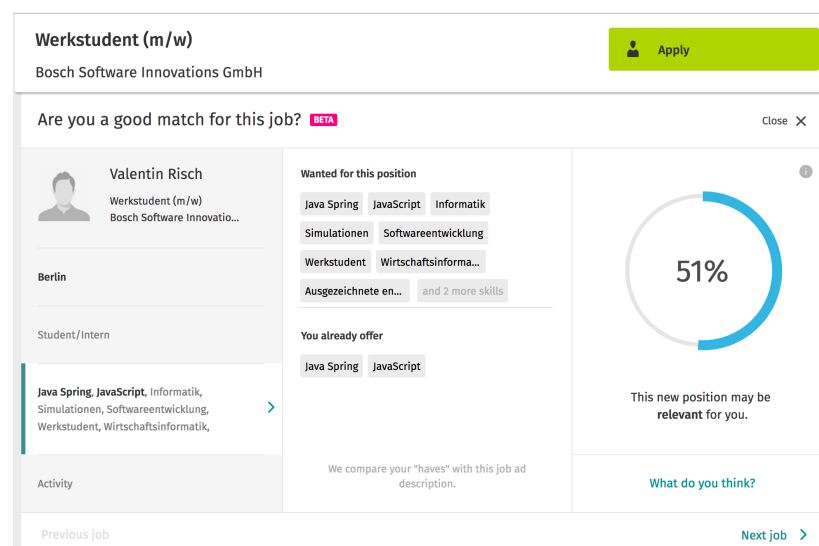 Werkstudent (m/w)
Bosch Software Innovations GmbH
Apply
Are you a good match for this job? BETA
Close
Valentin Risch
Werkstudent (m/w)
Bosch Software Innovatio...
Berlin
Student/Intern
Java Spring, JavaScript, Informatik,
Simulationen, Softwareentwicklung,
Werkstudent, Wirtschaftsinformatik,
Activity
Wanted for this position
Java Spring JavaScript Informatik
Simulationen Softwareentwicklung
Werkstudent Wirtschaftsinforma...
Ausgezeichnete en... and 2 more skills
You already offer
Java Spring JavaScript
We compare your "haves" with this job ad
description.
51%
This new position may be
relevant for you.
What do you think?
Previous job
Next job